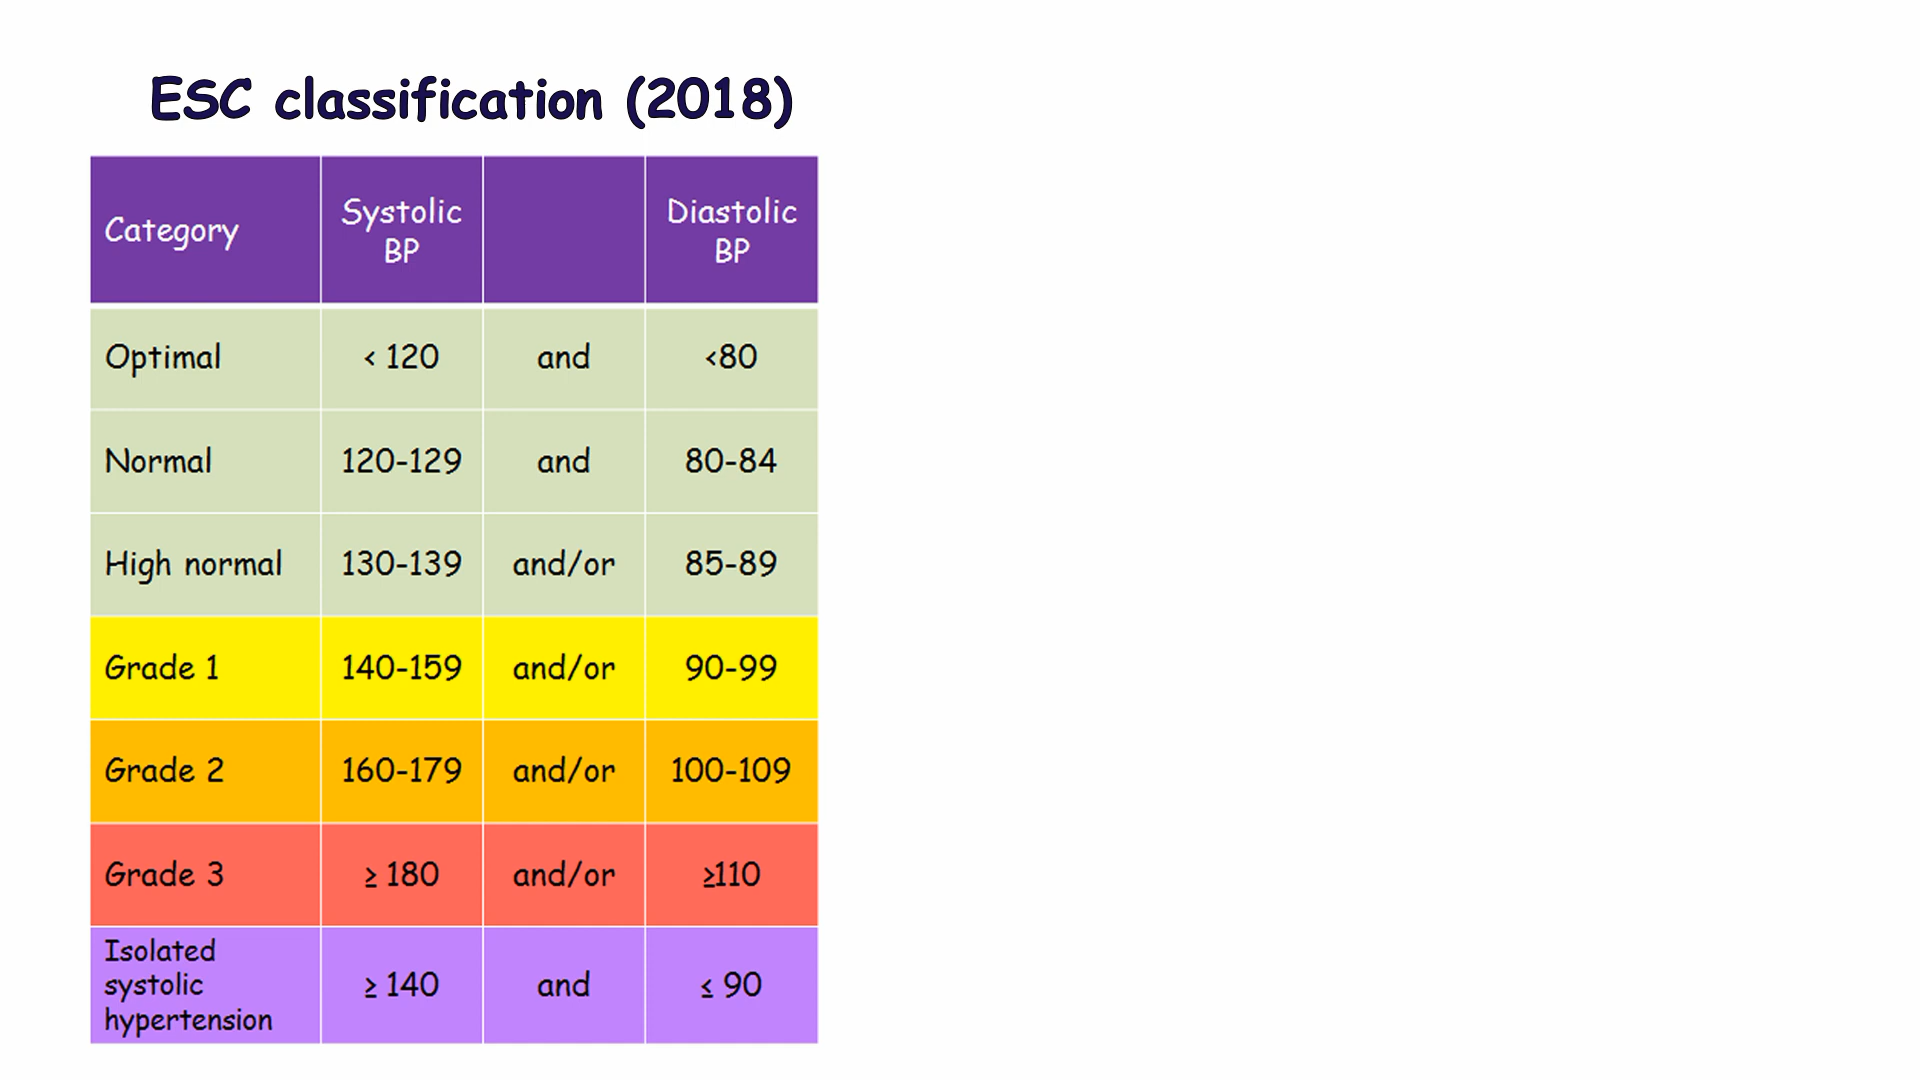 ESC classification (2018)
Category Systolic BP Diastolic BP
Optimal < 120 and <80
Normal 120-129 and 80-84
High normal 130-139 and/or 85-89
Grade 1 140-159 and/or 90-99
Grade 2 160-179 and/or 100-109
Grade 3 ≥ 180 and/or ≥110
Isolated systolic hypertension ≥ 140 and ≤ 90